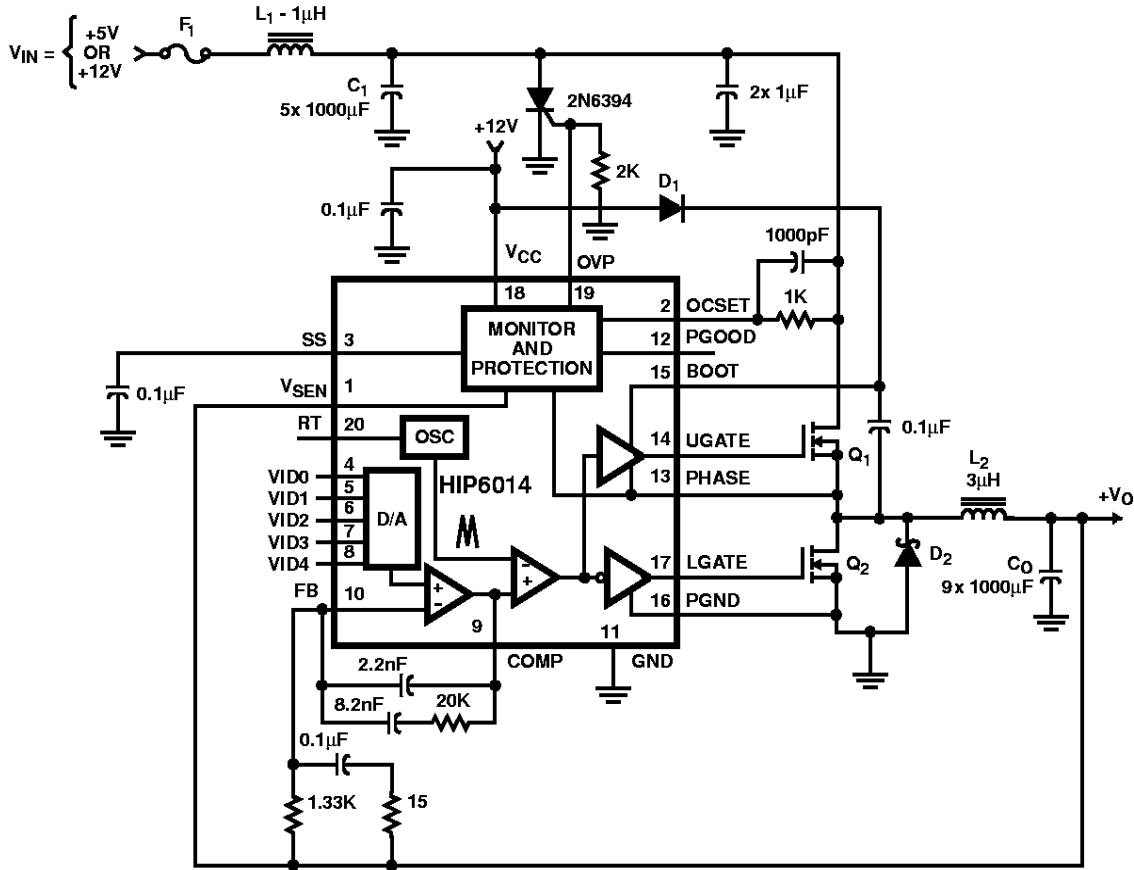 V_IN = { +5V
OR
+12V
F1
L1 - 1µH
C1
5x 1000µF
2N6394
2x 1µF
+12V
2K
D1
0.1µF
1000pF
VCC
OVP
18
19
2
OCSET
1K
MONITOR
AND
PROTECTION
12
PGOOD
SS
3
15
BOOT
0.1µF
VSEN
1
RT
20
OSC
14
UGATE
Q1
0.1µF
13
PHASE
L2
3µH
+VO
VID0
4
VID1
5
VID2
6
VID3
7
VID4
8
D/A
HIP6014
+
-
-
+
17
LGATE
Q2
D2
CO
9x 1000µF
16
PGND
FB
10
9
11
COMP
GND
2.2nF
8.2nF
20K
0.1µF
1.33K
15